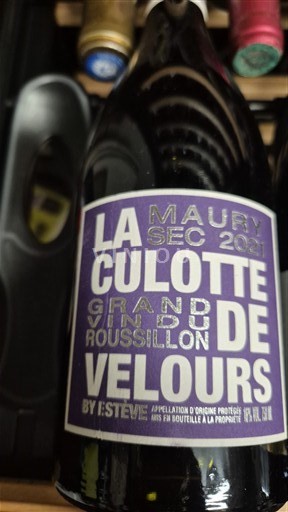 LA MAURY
SEC 2021
CULOTTE
GRAND
VIN DU
ROUSSILLON DE
VELOURS
BY ESTÈVE APPELLATION D'ORIGINE PROTÉGÉE
MIS EN BOUTEILLE À LA PROPRIÉTÉ